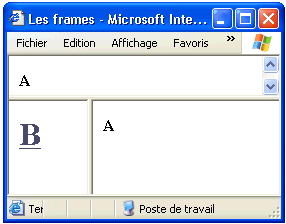 Les frames - Microsoft Inte...
Fichier Edition Affichage Favoris »
A
B A
Ter Poste de travail